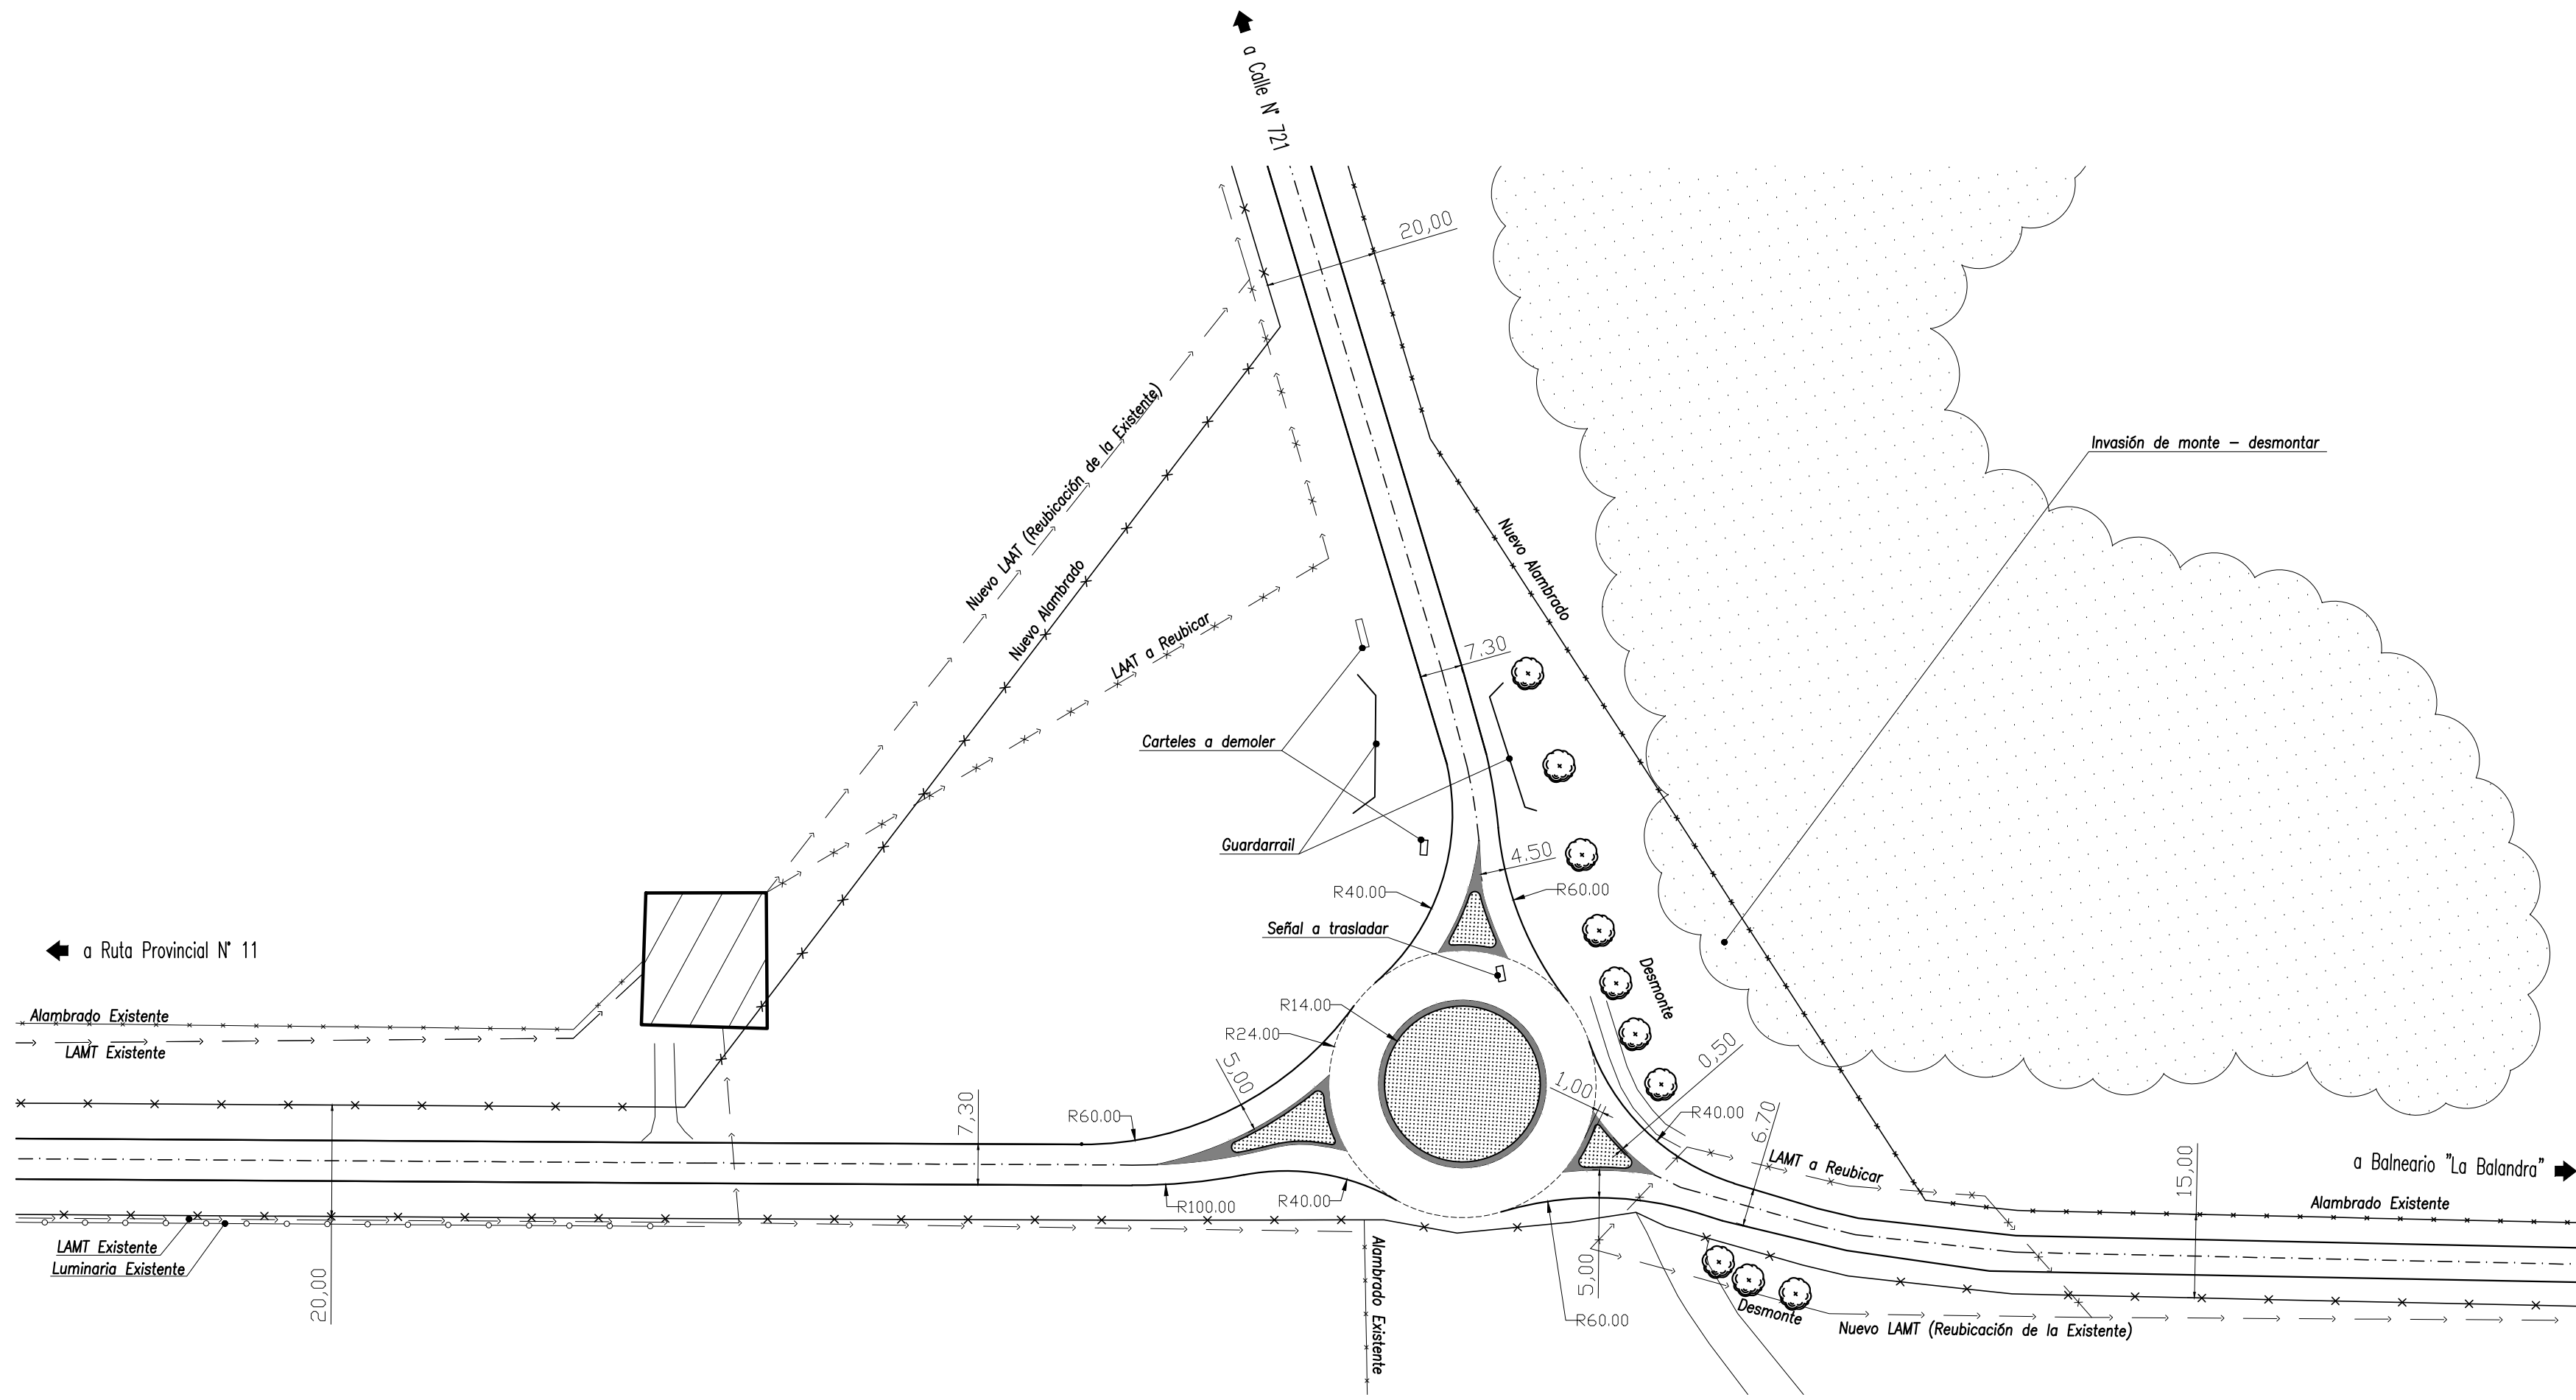 a Calle N° 721
20,00
Invasión de monte - desmontar
Nuevo LAAT (Reubicación de la Existente)
Nuevo Alambrado
Nuevo Alambrado
LAAT a Reubicar
7.30
Carteles a demoler
Guardarrail
4.50
R40.00
R60.00
Señal a trasladar
a Ruta Provincial N° 11
Desmonte
R14.00
Alambrado Existente
R24.00
LAMT Existente
5,00
0,50
1,00
R60.00
R40.00
7,30
6,70
LAMT a Reubicar
15,00
a Balneario "La Balandra"
R100.00
R40.00
Alambrado Existente
LAMT Existente
Luminaria Existente
20,00
Alambrado Existente
5,00
R60.00
Desmonte
Nuevo LAMT (Reubicación de la Existente)